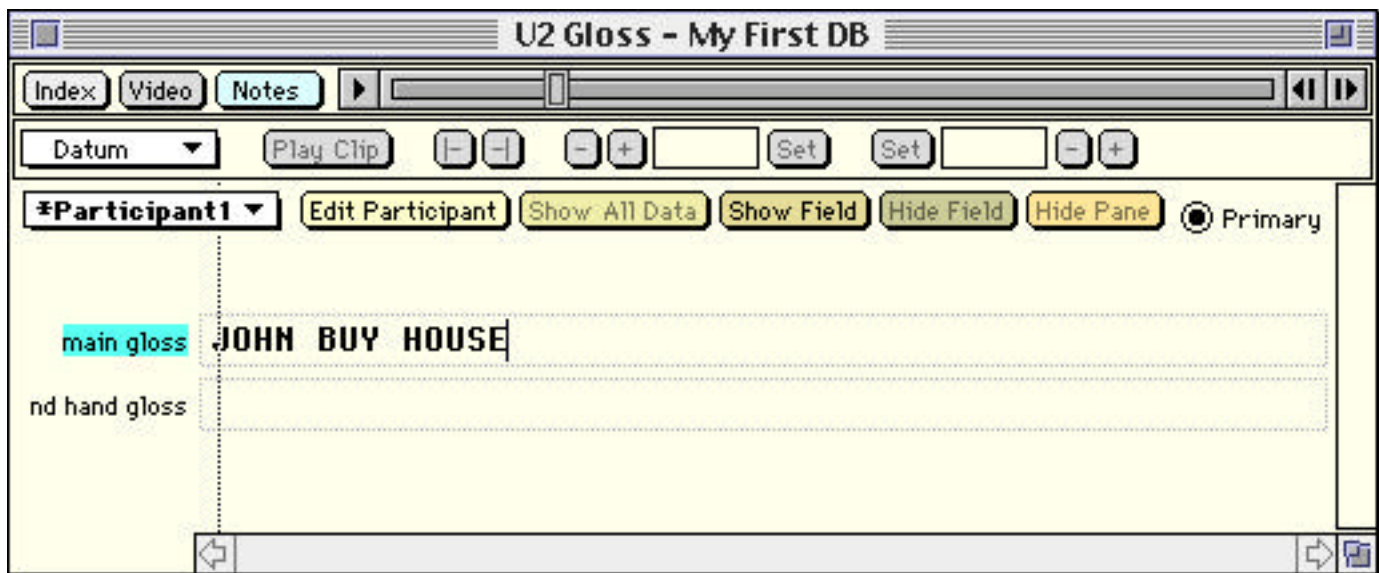 U2 Gloss - My First DB
Index Video Notes
Datum Play Clip |- -| - + Set Set - +
*Participant1 Edit Participant Show All Data Show Field Hide Field Hide Pane Primary
main gloss JOHN BUY HOUSE
nd hand gloss